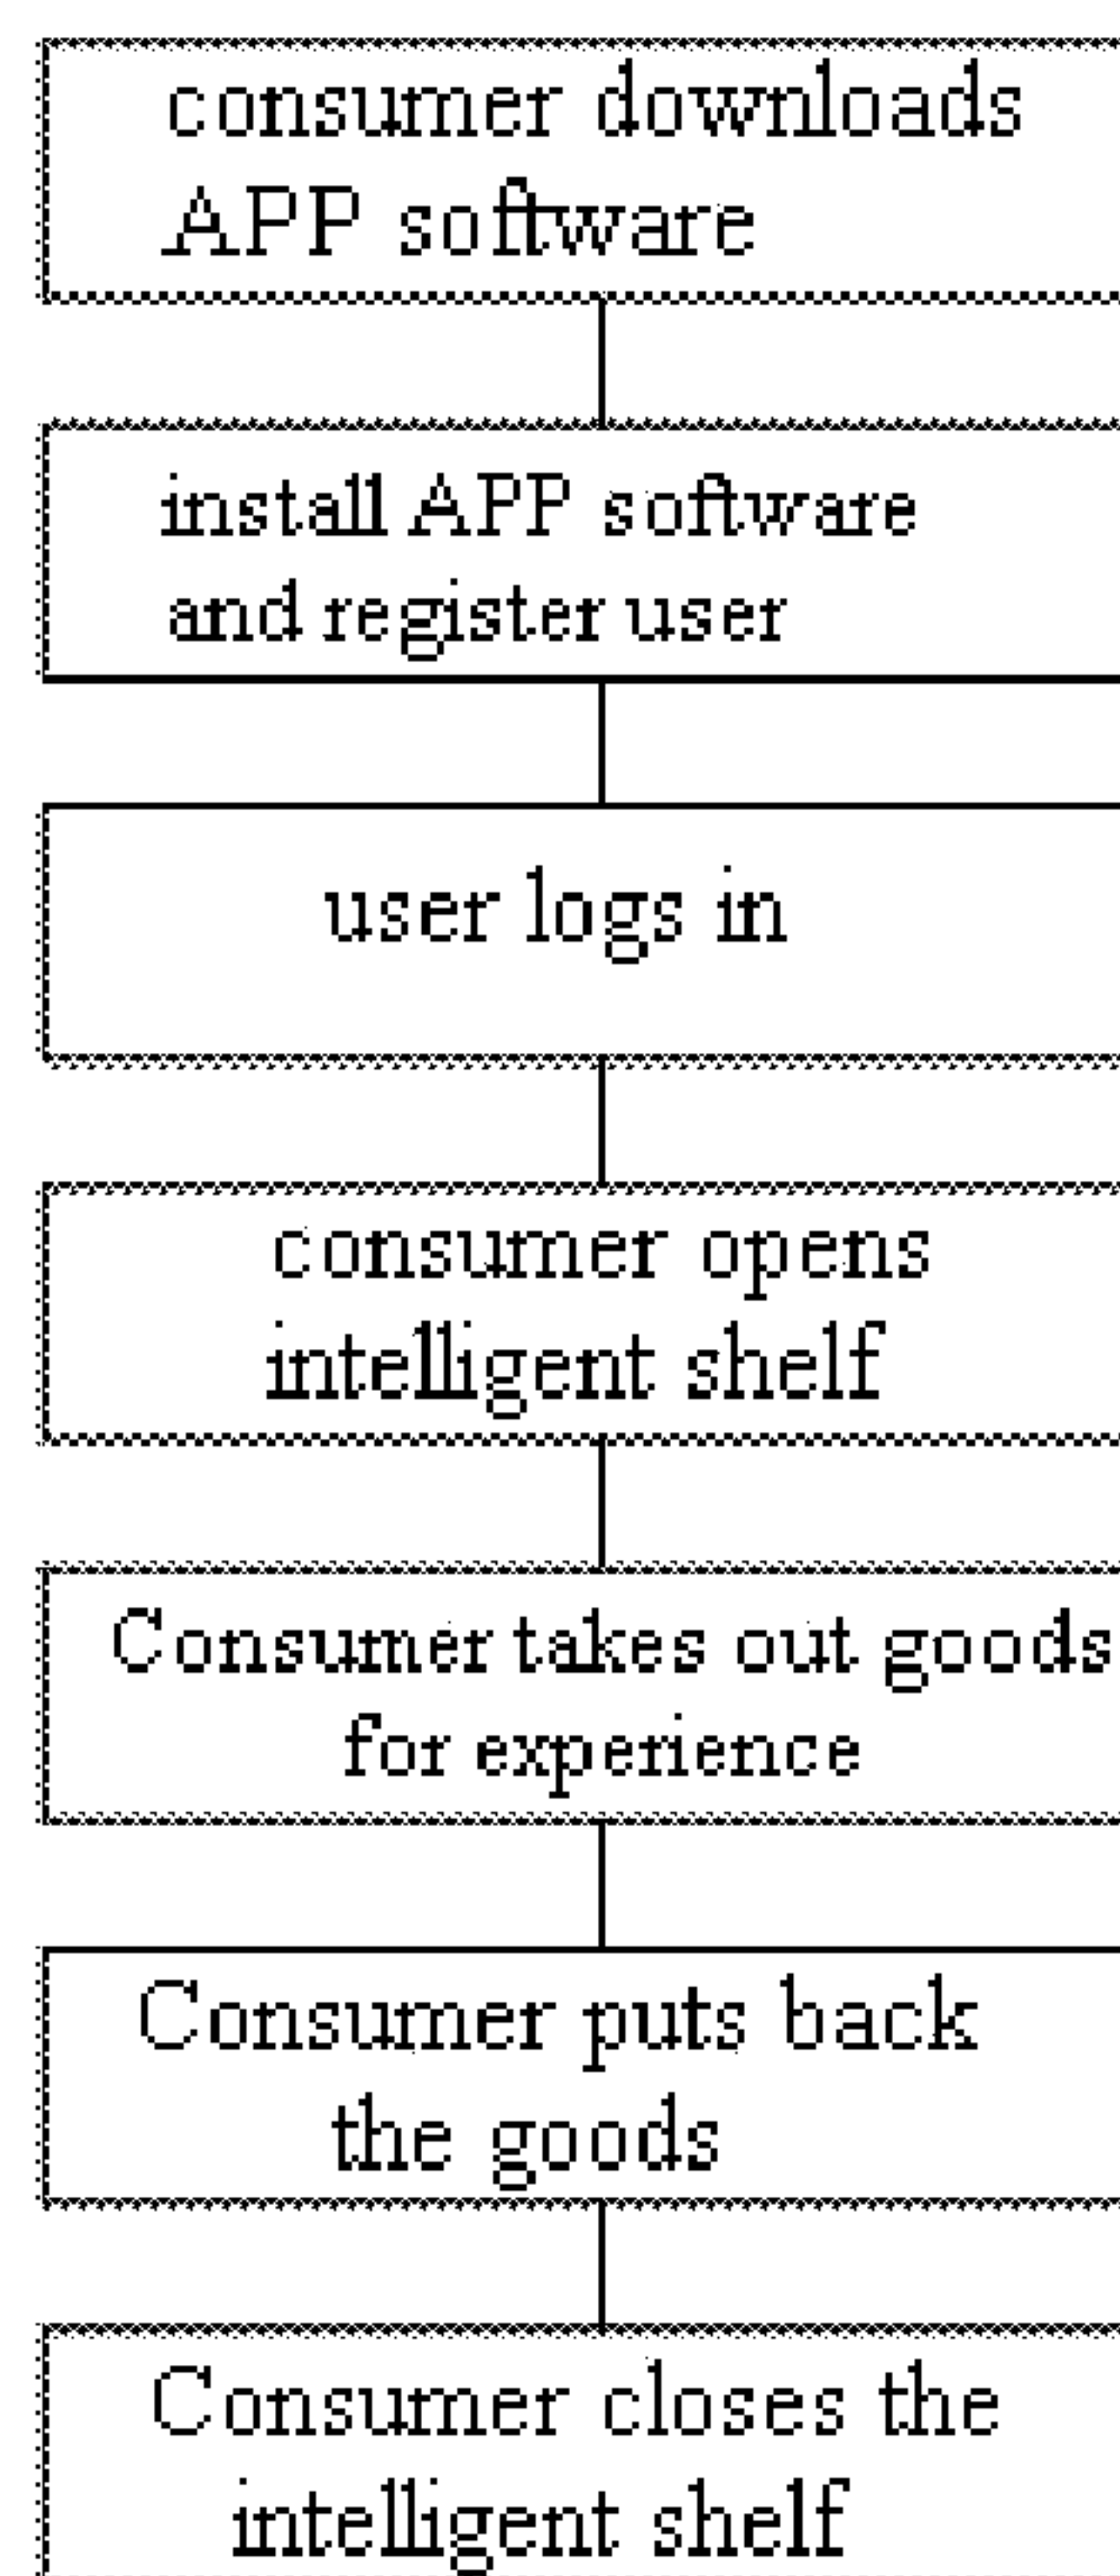 consumer downloads
APP software
install APP software
and register user
user logs in
consumer opens
intelligent shelf
Consumer takes out goods
for experience
Consumer puts back
the goods
Consumer closes the
intelligent shelf